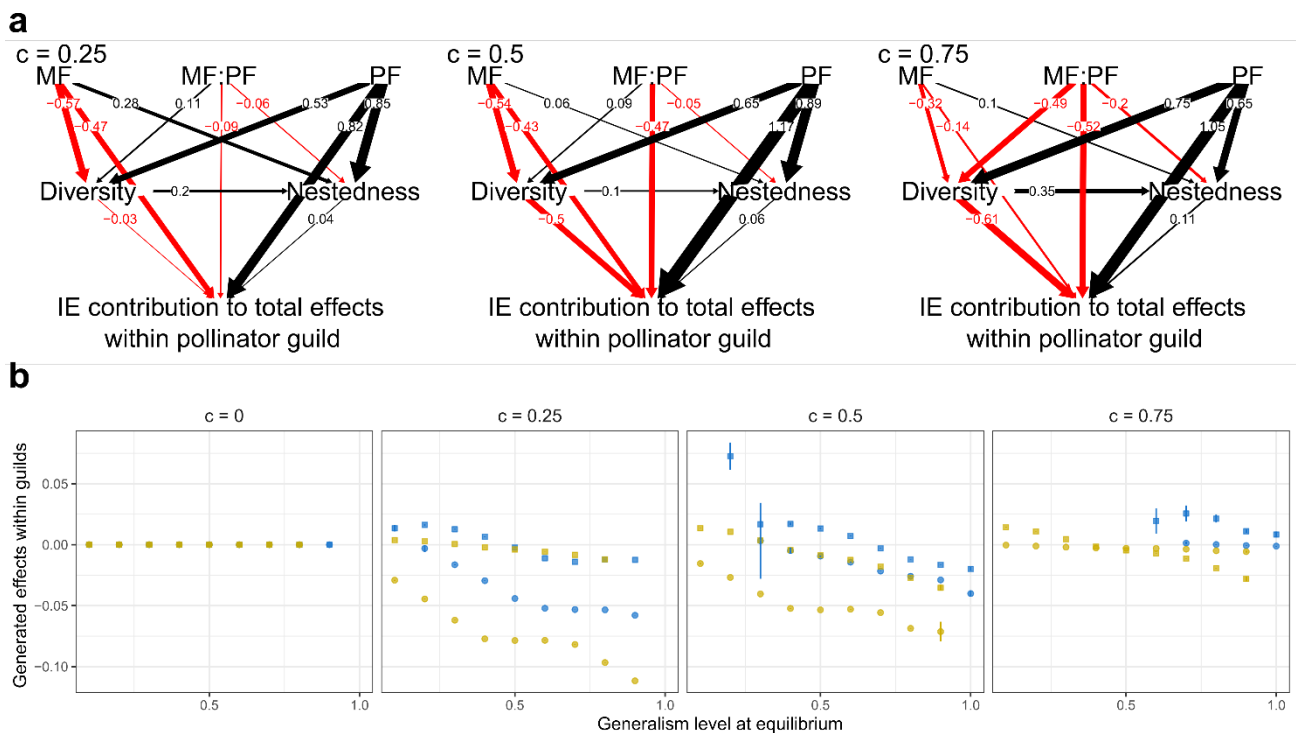 a
c = 0.25
MF
MF:PF
PF
−0.57
0.28
0.11
−0.06
0.53
0.85
−0.47
−0.09
0.82
Diversity
0.2
Nestedness
−0.03
0.04
IE contribution to total effects
within pollinator guild
c = 0.5
MF
MF:PF
PF
−0.54
0.06
0.09
−0.05
0.65
0.89
−0.43
−0.47
1.17
Diversity
0.1
Nestedness
−0.5
0.06
IE contribution to total effects
within pollinator guild
c = 0.75
MF
MF:PF
PF
−0.32
0.1
−0.49
−0.2
0.75
0.65
−0.14
−0.52
1.05
Diversity
0.35
Nestedness
−0.61
0.11
IE contribution to total effects
within pollinator guild
b
c = 0
c = 0.25
c = 0.5
c = 0.75
Generated effects within guilds
0.05
0.00
−0.05
−0.10
0.5
1.0
0.5
1.0
0.5
1.0
0.5
1.0
Generalism level at equilibrium